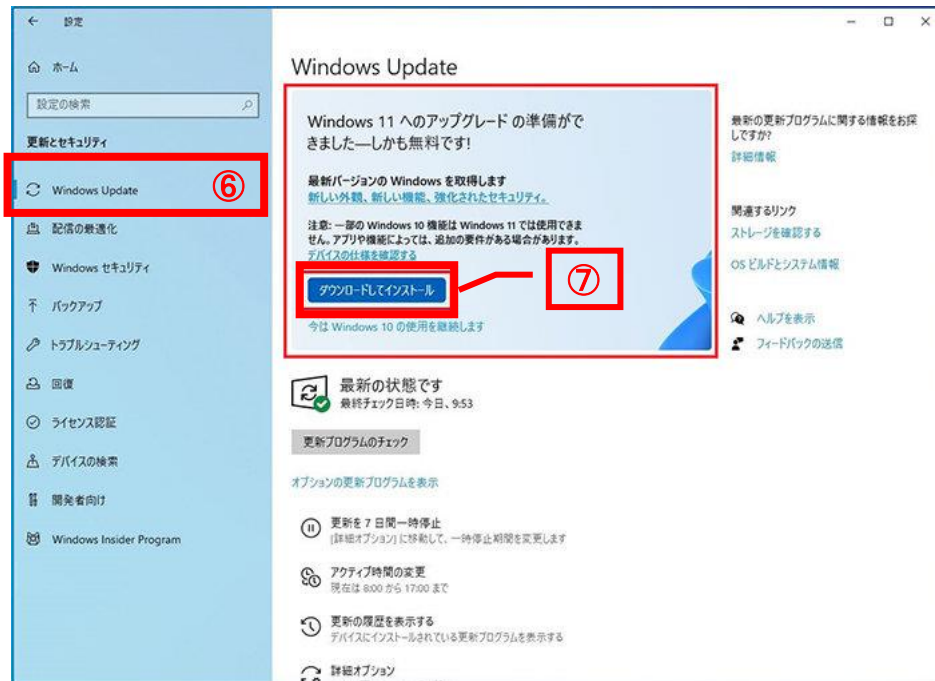 設定
ホーム
設定の検索
更新とセキュリティ
Windows Update
⑥
配信の最適化
Windows セキュリティ
バックアップ
トラブルシューティング
回復
ライセンス認証
デバイスの検索
開発者向け
Windows Insider Program
Windows Update
Windows 11 へのアップグレード の準備がで
きました—しかも無料です!
最新バージョンの Windows を取得します
新しい外観、新しい機能、強化されたセキュリティ。
注意: 一部の Windows 10 機能は Windows 11 では使用できま
せん。アプリや機能によっては、追加の要件がある場合があります。
デバイスの仕様を確認する
ダウンロードしてインストール
⑦
今は Windows 10 の使用を継続します
最新の状態です
最終チェック日時: 今日、9:53
更新プログラムのチェック
オプションの更新プログラムを表示
更新を 7 日間一時停止
[詳細オプション] に移動して、一時停止期間を変更します
アクティブ時間の変更
現在は 8:00 から 17:00 まで
更新の履歴を表示する
デバイスにインストールされている更新プログラムを表示する
詳細オプション
最新の更新プログラムに関する情報をお探
しですか?
詳細情報
関連するリンク
ストレージを確認する
OS ビルドとシステム情報
ヘルプを表示
フィードバックの送信